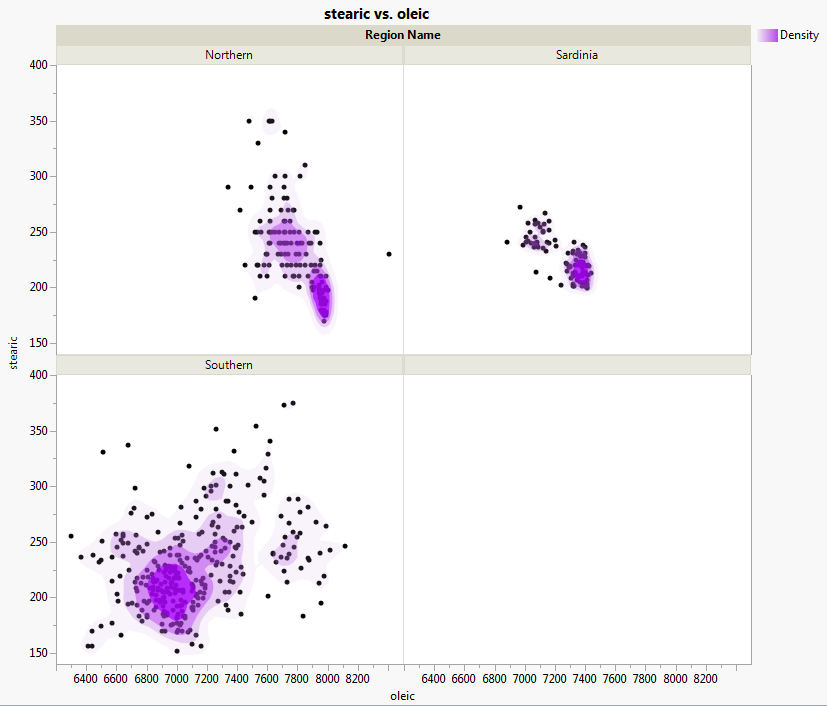 stearic vs. oleic
Region Name
Density
Northern
Sardinia
400
350
300
250
200
150
Southern
400
350
300
250
200
150
stearic
6400 6600 6800 7000 7200 7400 7600 7800 8000 8200
6400 6600 6800 7000 7200 7400 7600 7800 8000 8200
oleic